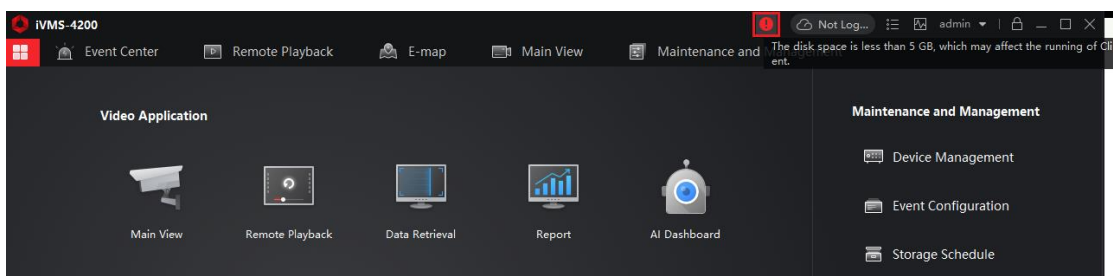 iVMS-4200
Not Log...
admin
Event Center
Remote Playback
E-map
Main View
Maintenance and Management
The disk space is less than 5 GB, which may affect the running of Cli
ent.
Video Application
Main View
Remote Playback
Data Retrieval
Report
AI Dashboard
Maintenance and Management
Device Management
Event Configuration
Storage Schedule